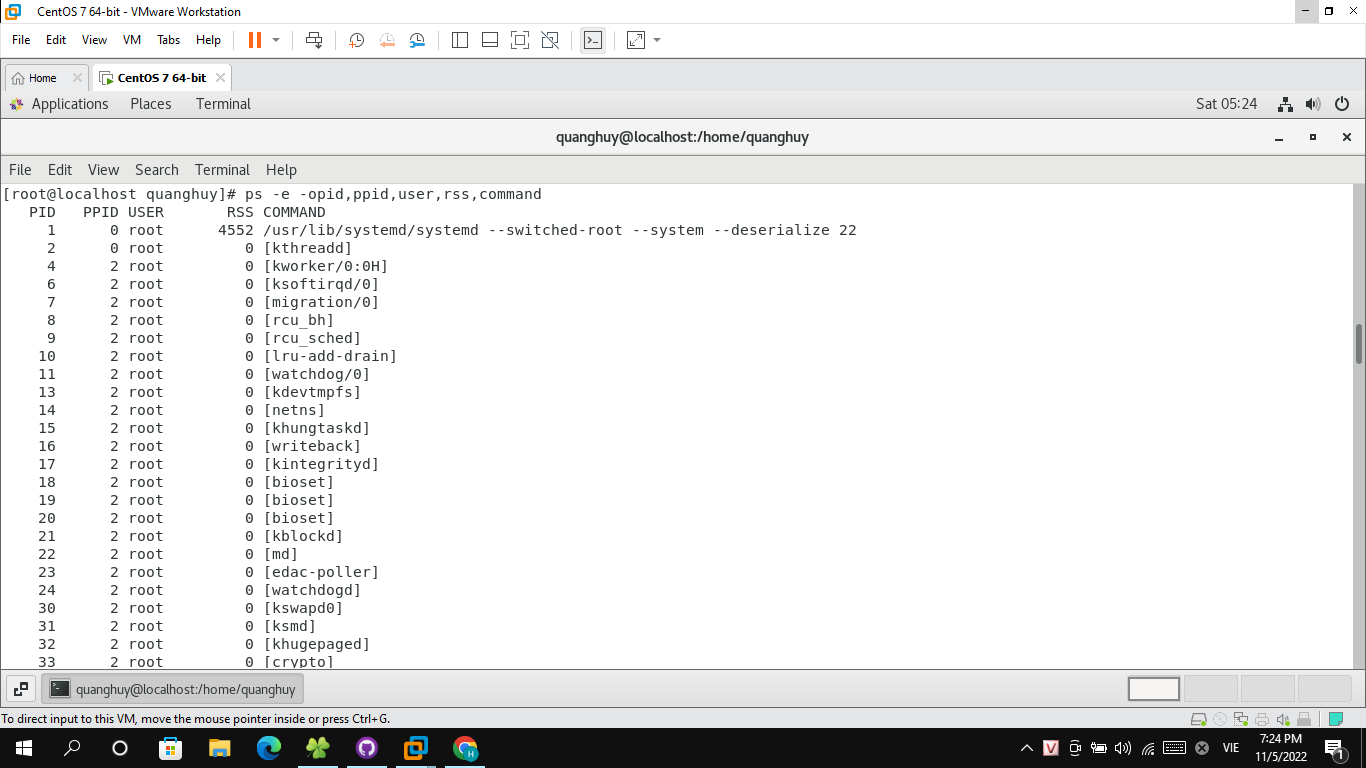 CentOS 7 64-bit - VMware Workstation
File Edit View VM Tabs Help
Home CentOS 7 64-bit
Applications Places Terminal Sat 05:24
quanghuy@localhost:/home/quanghuy
File Edit View Search Terminal Help
[root@localhost quanghuy]# ps -e -opid,ppid,user,rss,command
PID PPID USER RSS COMMAND
1 0 root 4552 /usr/lib/systemd/systemd --switched-root --system --deserialize 22
2 0 root 0 [kthreadd]
4 2 root 0 [kworker/0:0H]
6 2 root 0 [ksoftirqd/0]
7 2 root 0 [migration/0]
8 2 root 0 [rcu_bh]
9 2 root 0 [rcu_sched]
10 2 root 0 [lru-add-drain]
11 2 root 0 [watchdog/0]
13 2 root 0 [kdevtmpfs]
14 2 root 0 [netns]
15 2 root 0 [khungtaskd]
16 2 root 0 [writeback]
17 2 root 0 [kintegrityd]
18 2 root 0 [bioset]
19 2 root 0 [bioset]
20 2 root 0 [bioset]
21 2 root 0 [kblockd]
22 2 root 0 [md]
23 2 root 0 [edac-poller]
24 2 root 0 [watchdogd]
30 2 root 0 [kswapd0]
31 2 root 0 [ksmd]
32 2 root 0 [khugepaged]
33 2 root 0 [crypto]
quanghuy@localhost:/home/quanghuy
To direct input to this VM, move the mouse pointer inside or press Ctrl+G.
VIE 7:24 PM
11/5/2022 1